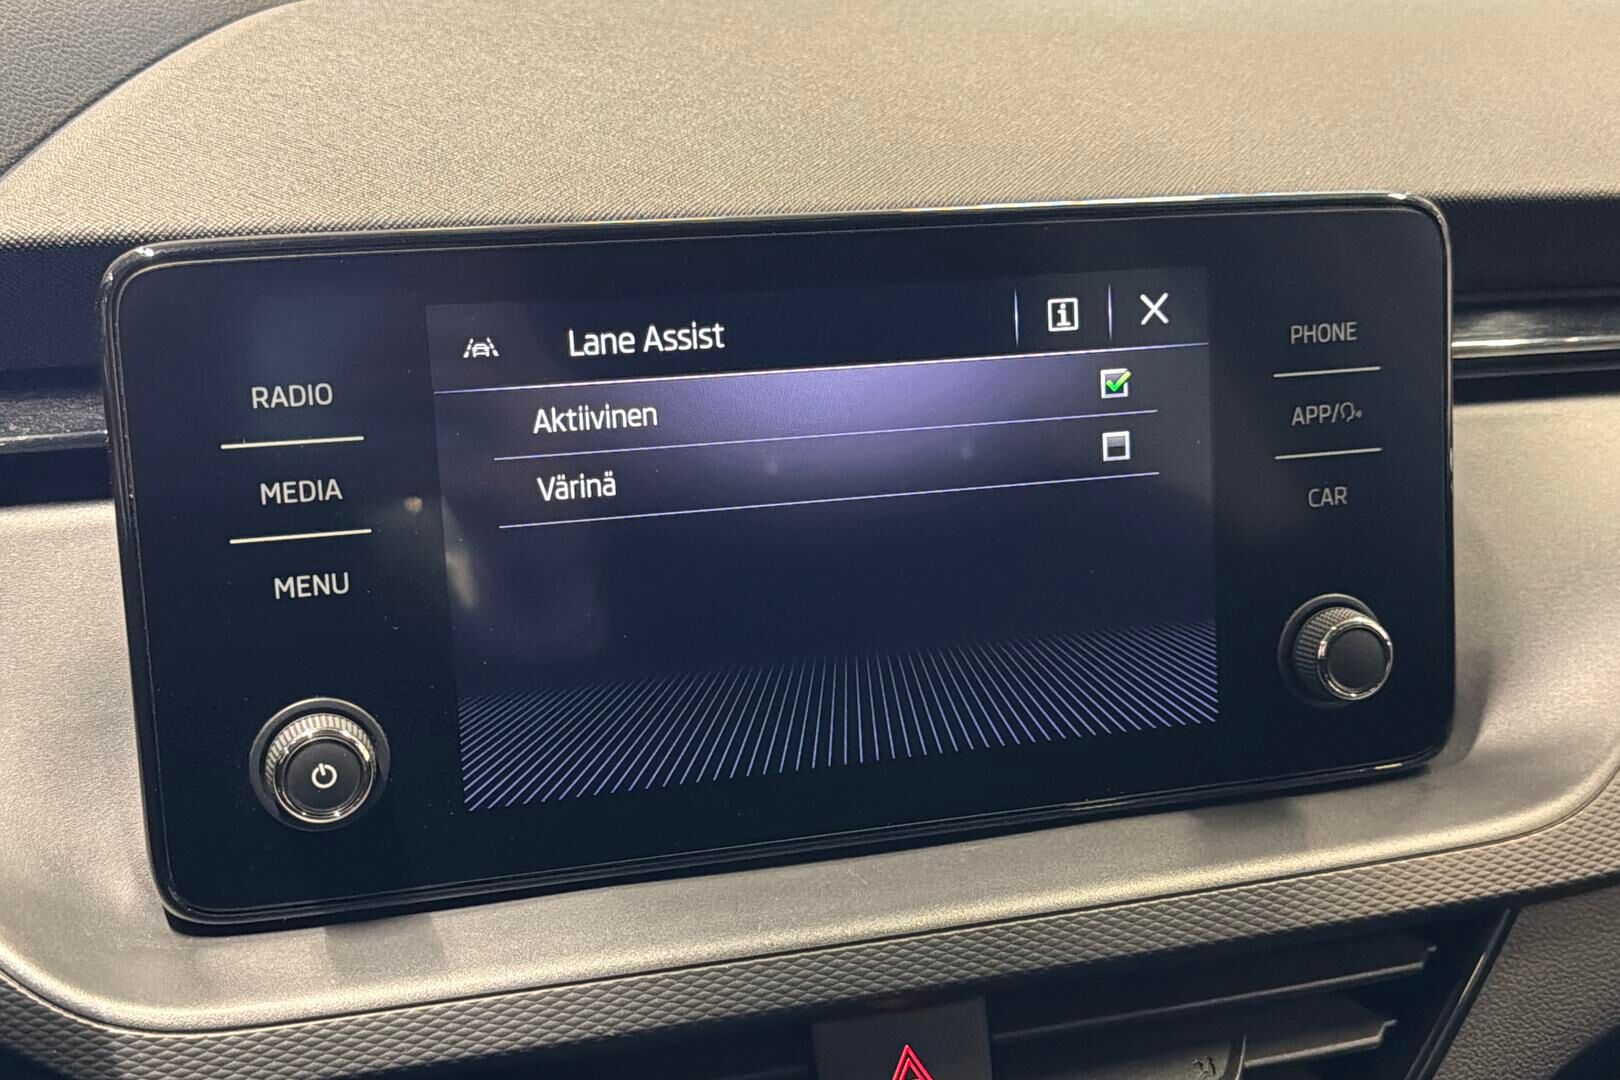 Lane Assist
Aktiivinen
Värinä
RADIO
MEDIA
MENU
PHONE
APP/
CAR